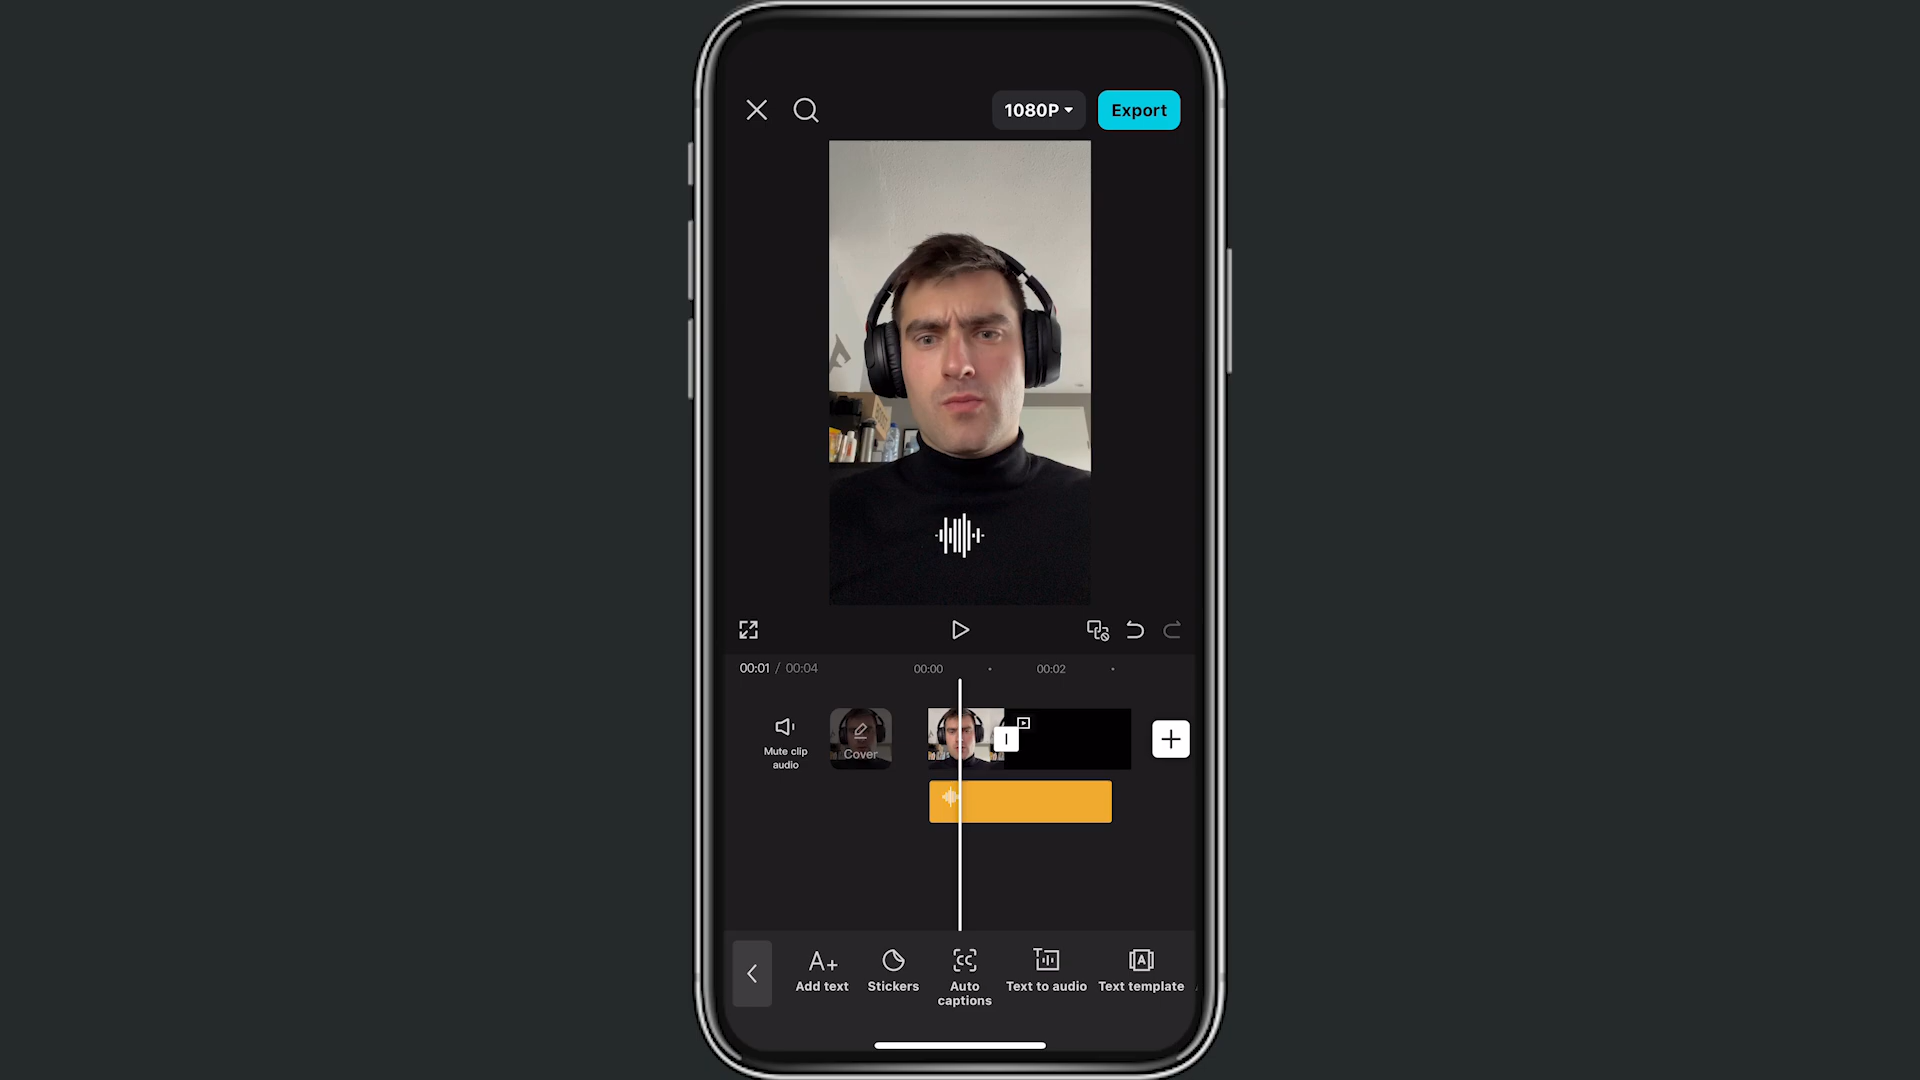 1080P
Export
00:01 / 00:04
00:00
00:02
Mute clip
audio
Cover
Add text
Stickers
Auto
captions
Text to audio
Text template